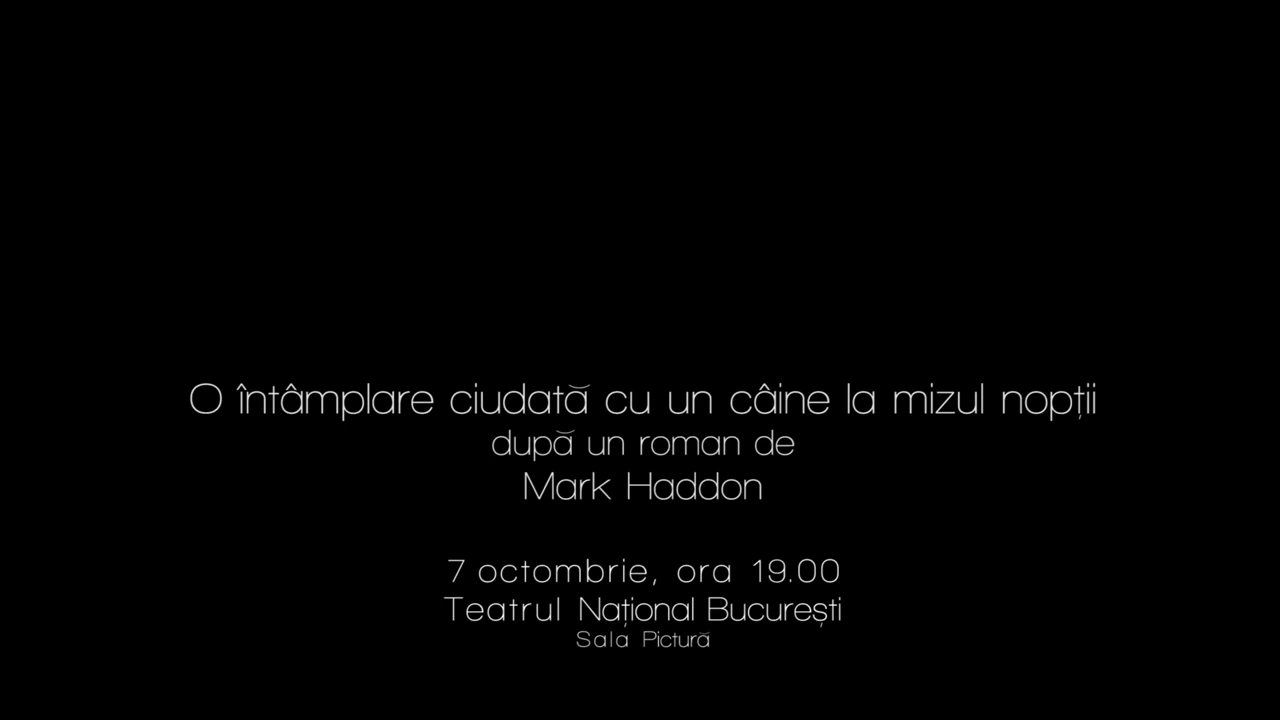 O întâmplare ciudată cu un câine la mizul nopții
după un roman de
Mark Haddon
7 octombrie, ora 19.00
Teatrul Național București
Sala Pictură